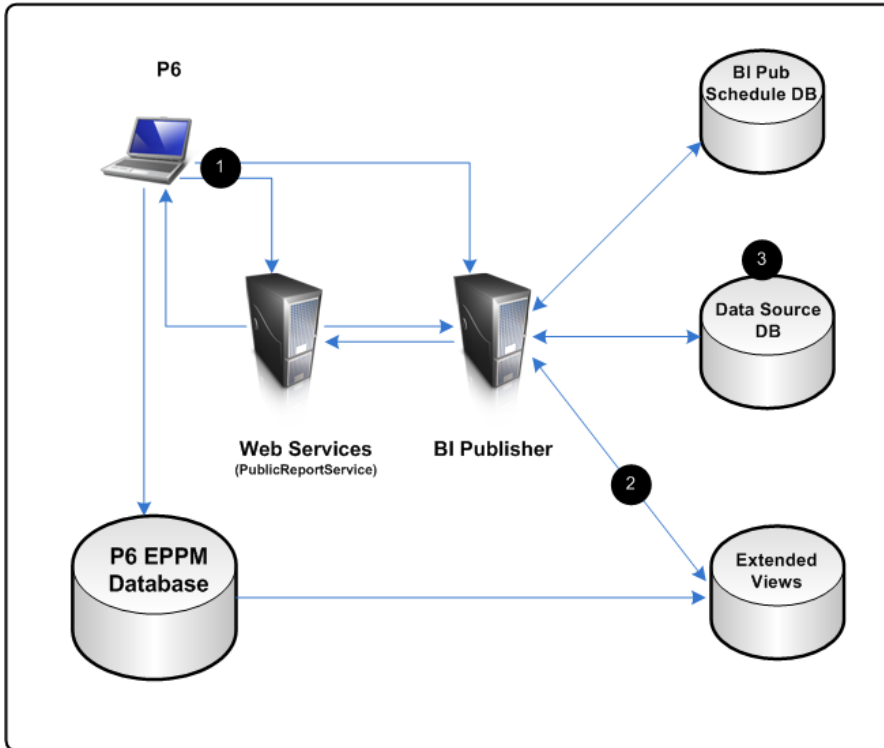 P6
BI Pub
Schedule DB
1
3
Data Source
DB
Web Services
(PublicReportService)
BI Publisher
2
P6 EPPM
Database
Extended
Views